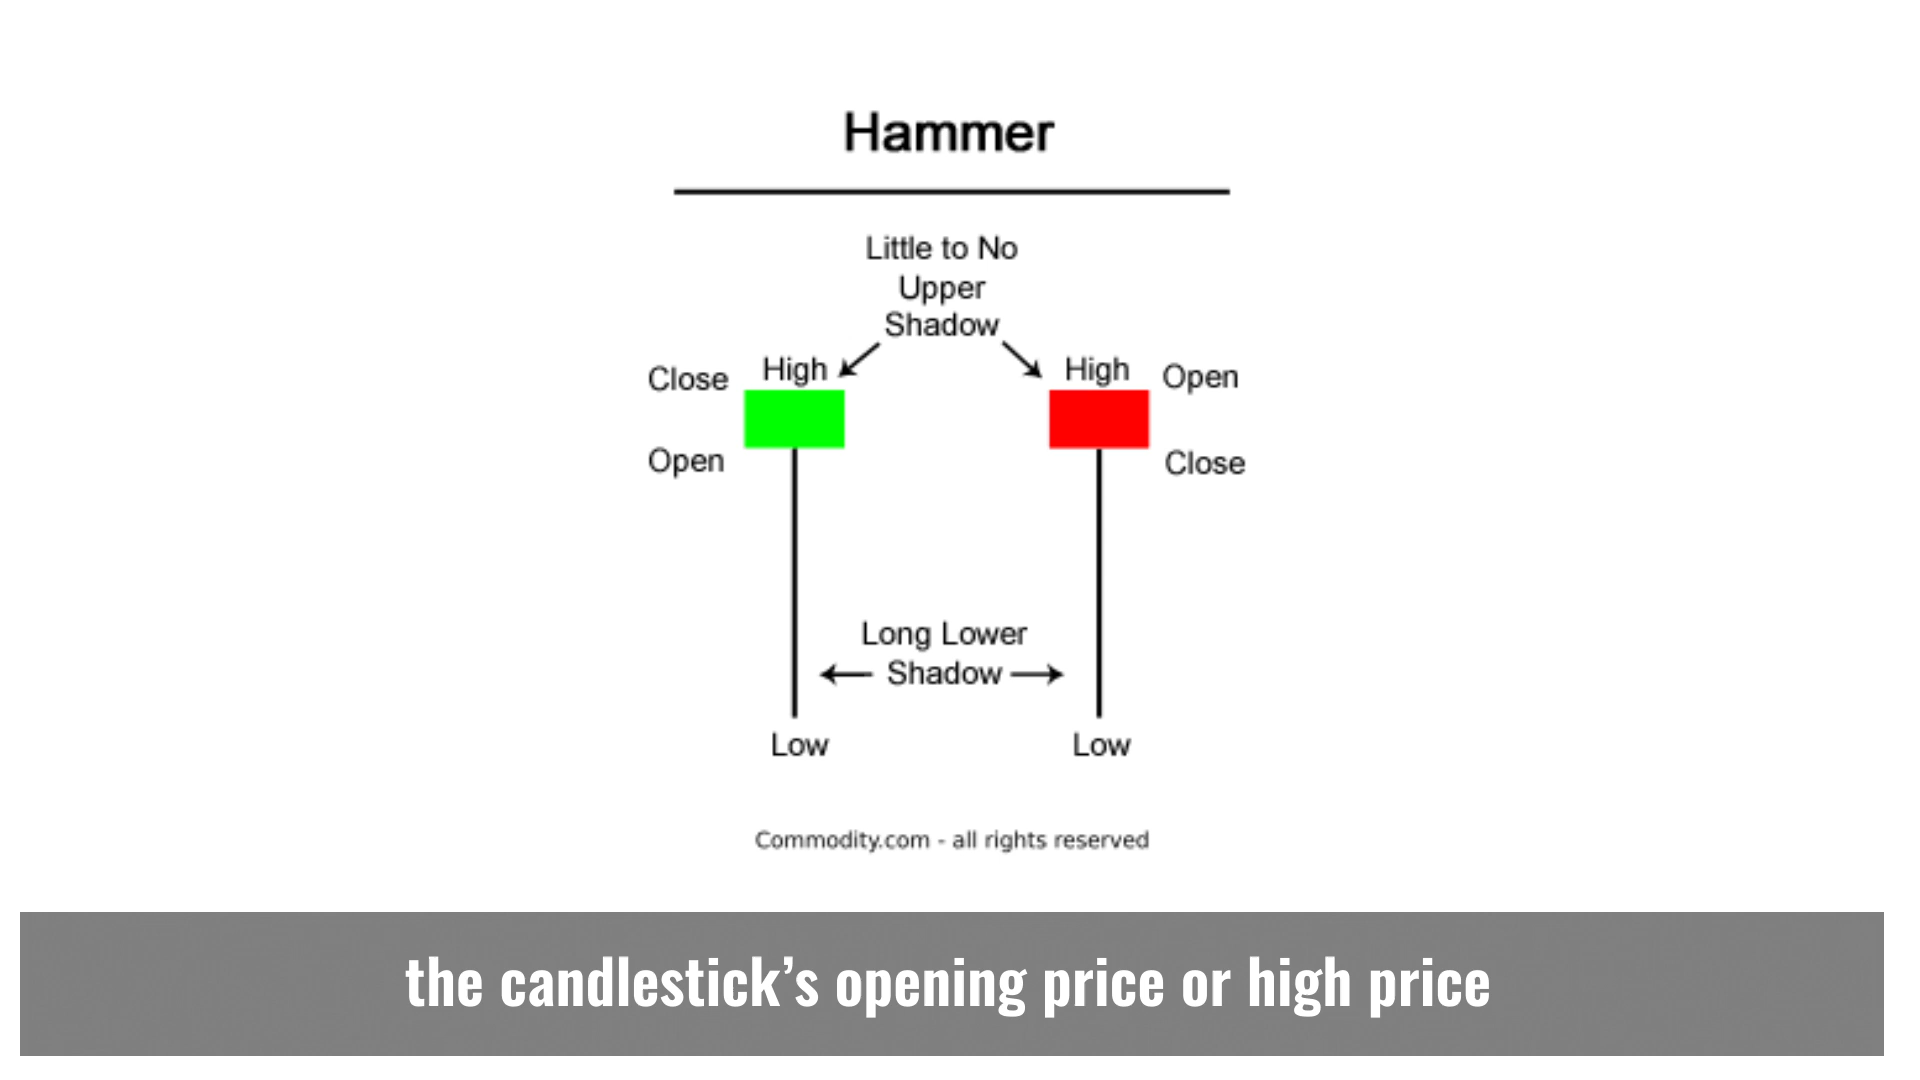 Hammer
Little to No
Upper
Shadow
Close
High
High
Open
Open
Close
Long Lower
Shadow
Low
Low
Commodity.com - all rights reserved
the candlestick’s opening price or high price